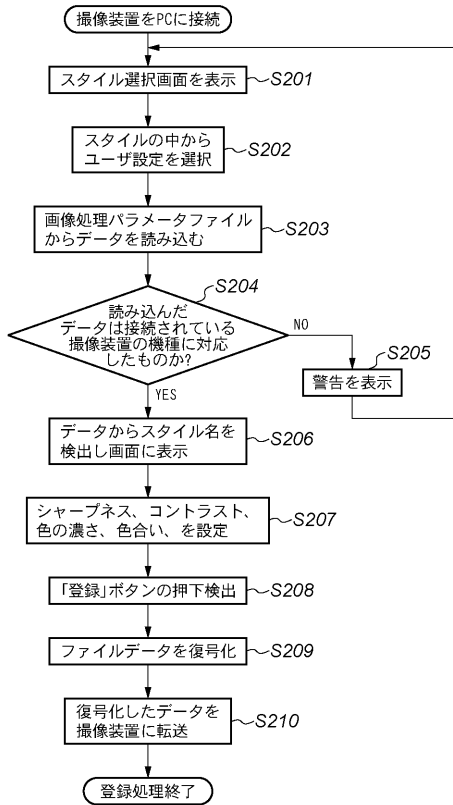 撮像装置をPCに接続
スタイル選択画面を表示
S201
スタイルの中から
ユーザ設定を選択
S202
画像処理パラメータファイル
からデータを読み込む
S203
S204
読み込んだ
データは接続されている
撮像装置の機種に対応
したものか?
NO
YES
S205
警告を表示
データからスタイル名を
検出し画面に表示
S206
シャープネス、コントラスト、
色の濃さ、色合い、を設定
S207
「登録」ボタンの押下検出
S208
ファイルデータを復号化
S209
復号化したデータを
撮像装置に転送
S210
登録処理終了